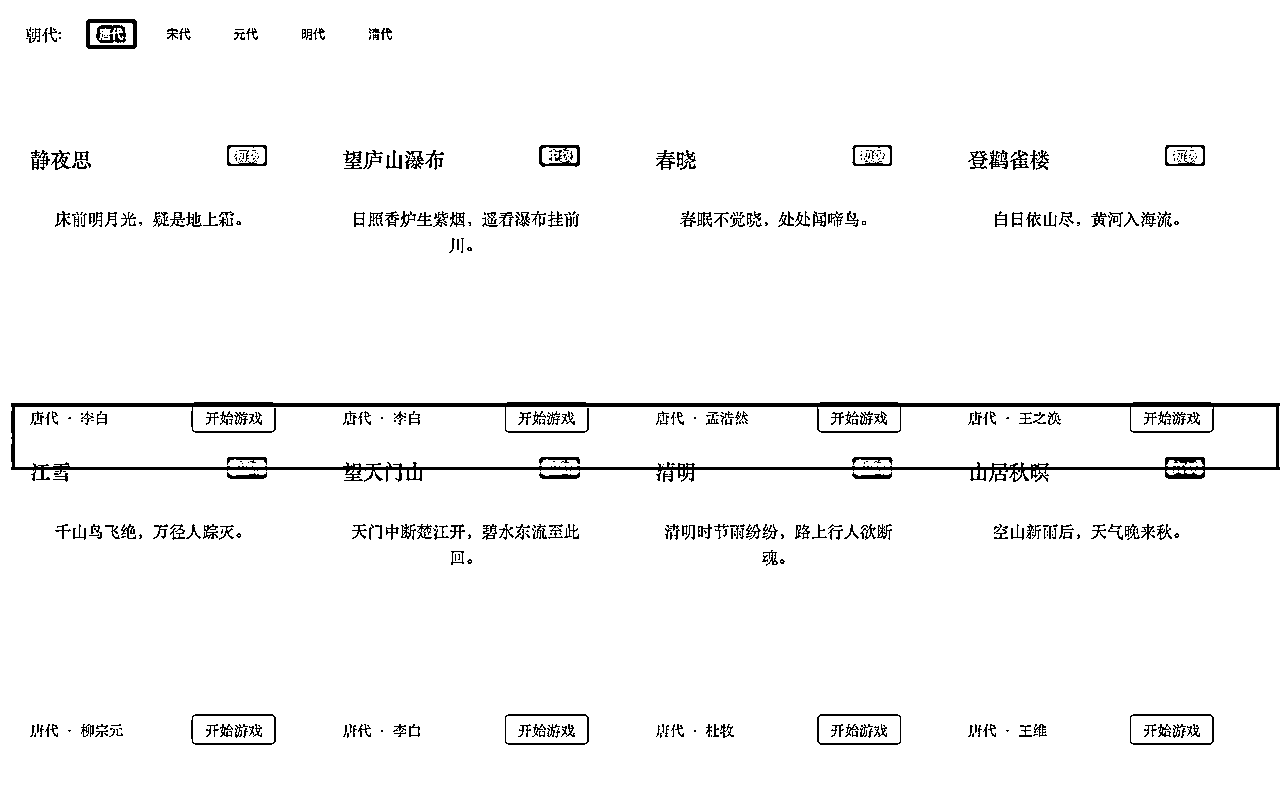 朝代: 唐代 宋代 元代 明代 清代
静夜思 初级
床前明月光，疑是地上霜。
唐代 · 李白 开始游戏
望庐山瀑布
日照香炉生紫烟，遥看瀑布挂前
川。
唐代 · 李白 开始游戏
春晓 初级
春眠不觉晓，处处闻啼鸟。
唐代 · 孟浩然 开始游戏
登鹳雀楼 初级
白日依山尽，黄河入海流。
唐代 · 王之涣 开始游戏
江雪
千山鸟飞绝，万径人踪灭。
唐代 · 柳宗元 开始游戏
望天门山
天门中断楚江开，碧水东流至此
回。
唐代 · 李白 开始游戏
清明
清明时节雨纷纷，路上行人欲断
魂。
唐代 · 杜牧 开始游戏
山居秋暝
空山新雨后，天气晚来秋。
唐代 · 王维 开始游戏